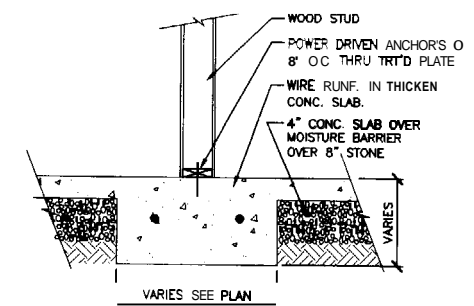 WOOD STUD
POWER DRIVEN ANCHOR'S O
8' O C THRU TRT'D PLATE
WIRE RUNF. IN THICKEN
CONC. SLAB.
4" CONC. SLAB OVER
MOISTURE BARRIER
OVER 8" STONE
VARIES
VARIES SEE PLAN